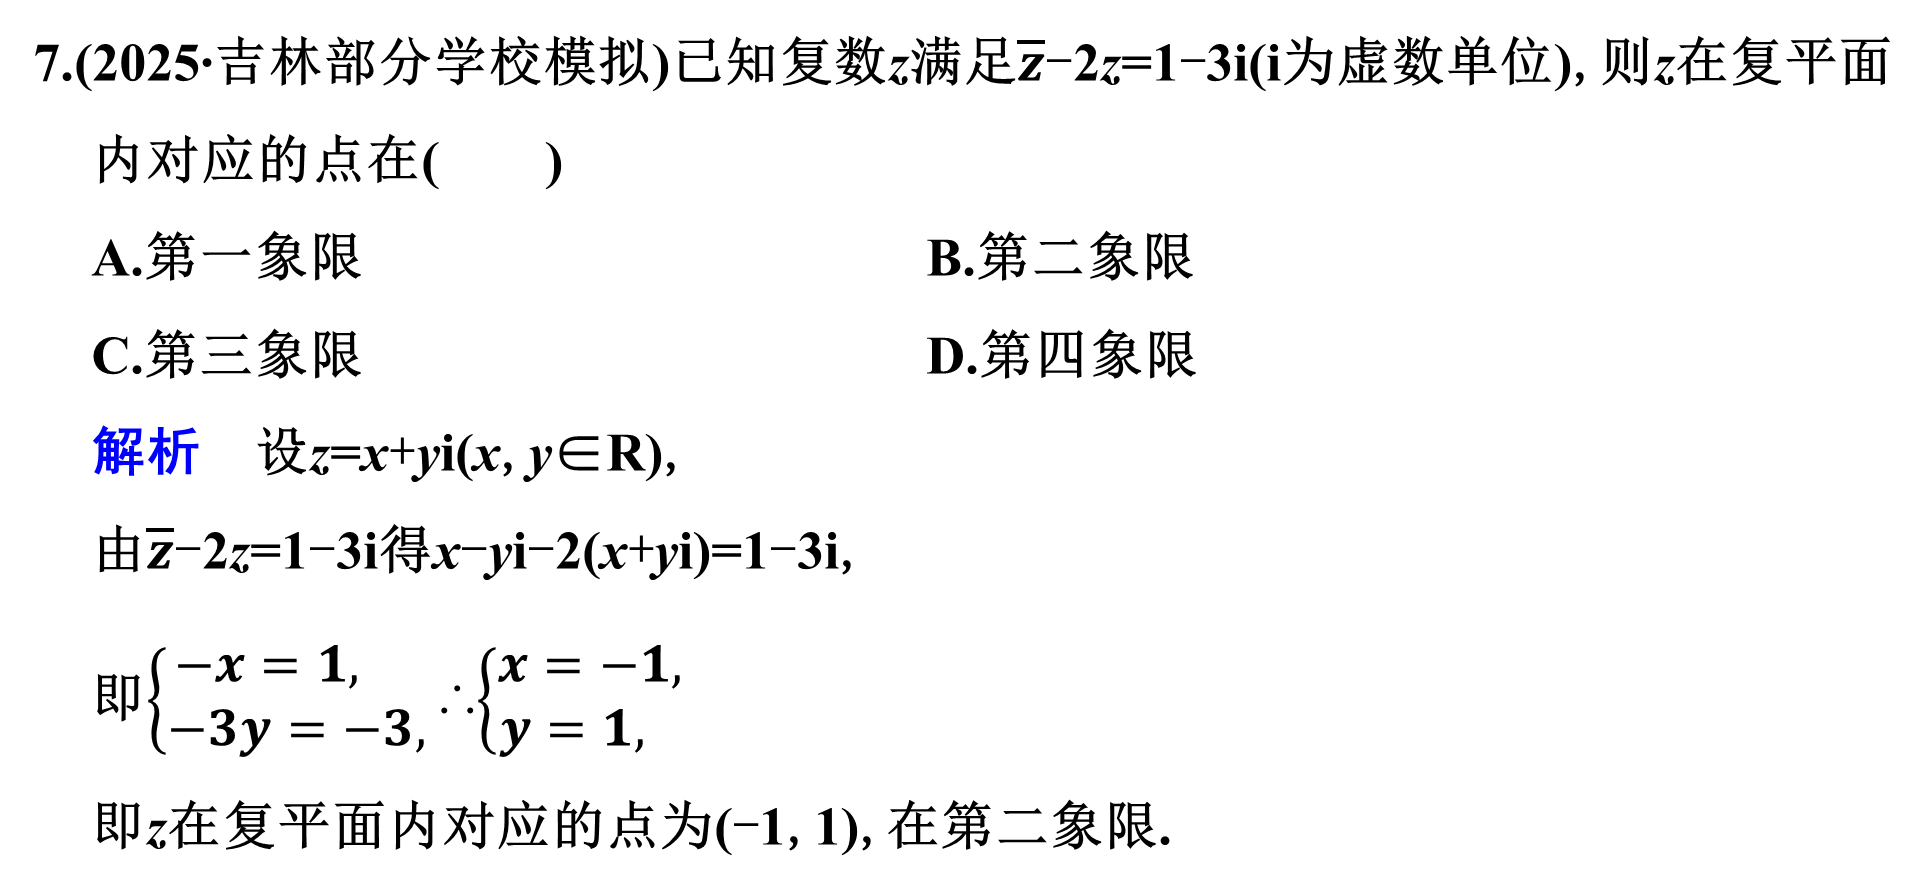 7.(2025·吉林部分学校模拟)已知复数z满足z̅−2z=1−3i(i为虚数单位), 则z在复平面
内对应的点在(　　)
A.第一象限　　B.第二象限
C.第三象限　　D.第四象限
解析　设z=x+yi(x, y∈R),
由z̅−2z=1−3i得x−yi−2(x+yi)=1−3i,
即{−x = 1, −3y = −3, ∴{x = −1, y = 1,
即z在复平面内对应的点为(−1, 1), 在第二象限.